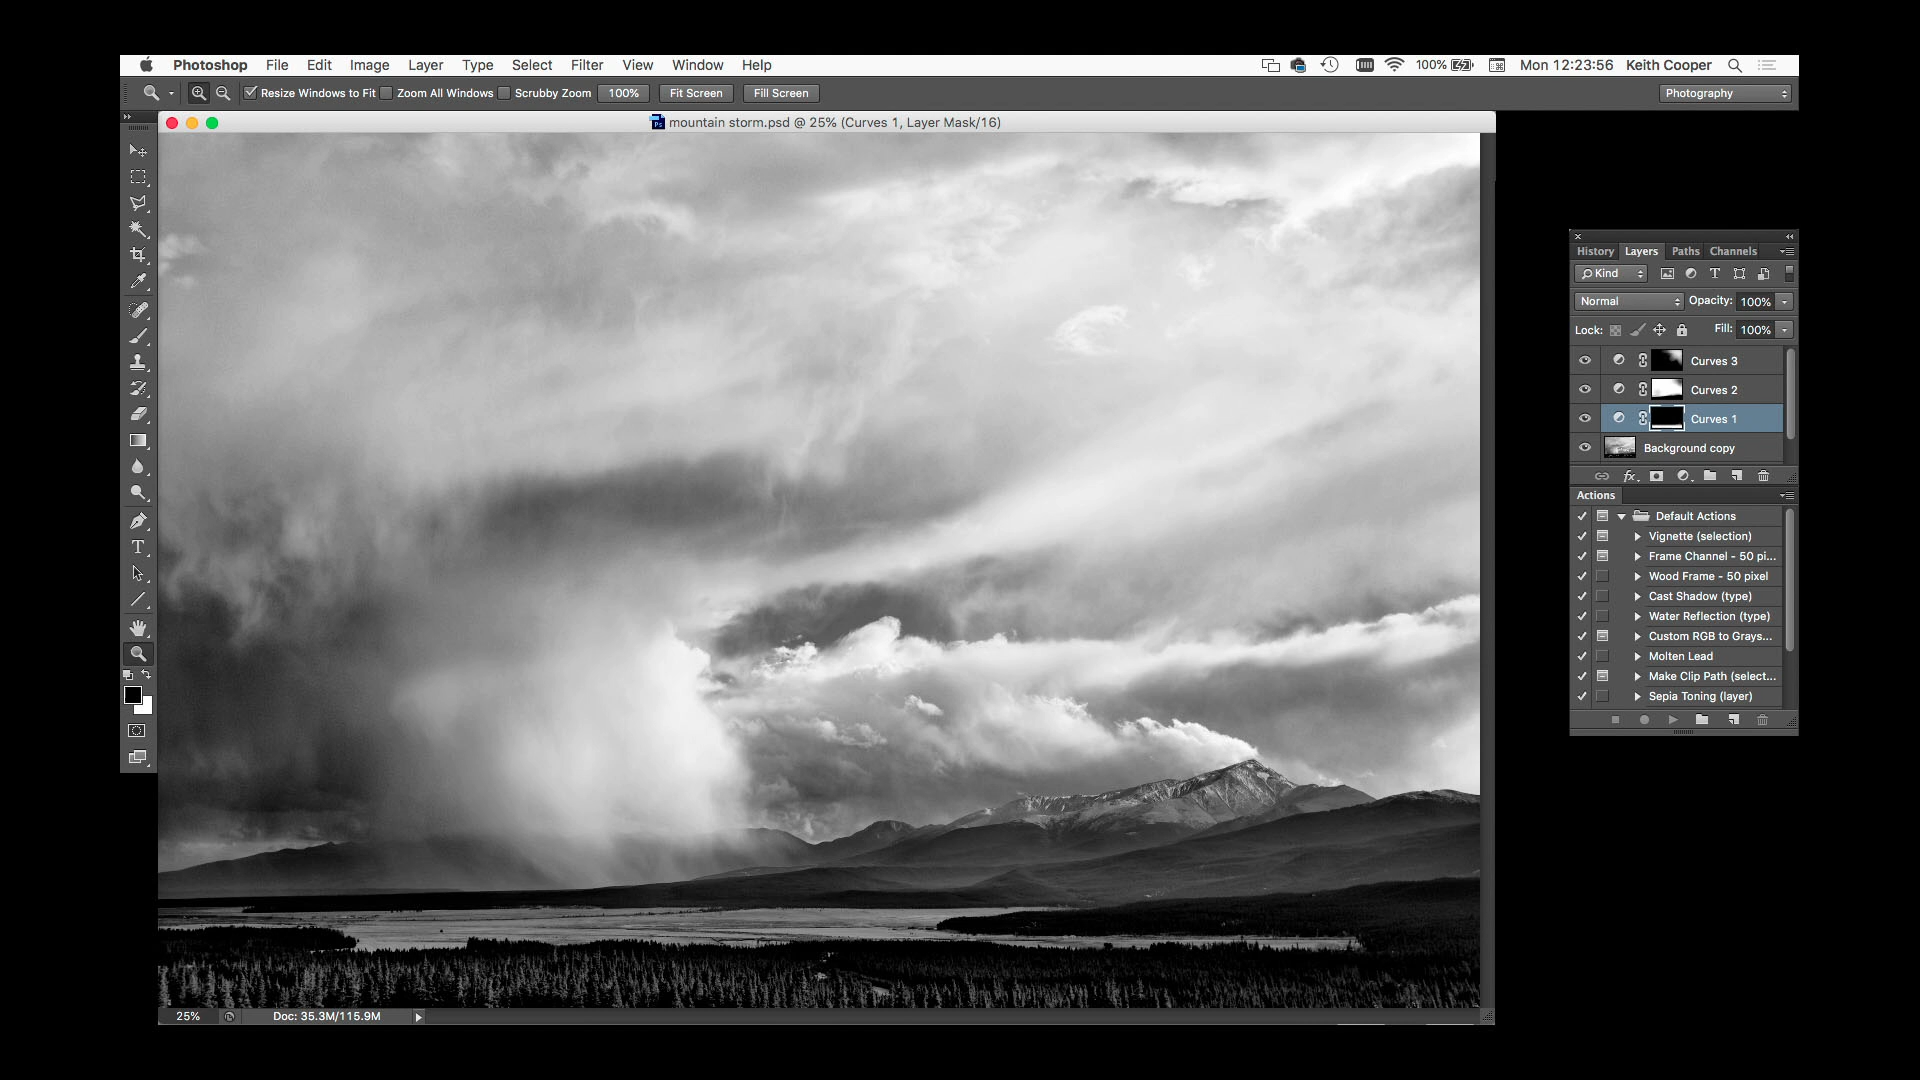 Photoshop File Edit Image Layer Type Select Filter View Window Help 100% Mon 12:23:56 Keith Cooper
Resize Windows to Fit Zoom All Windows Scrubby Zoom 100% Fit Screen Fill Screen Photography
mountain storm.psd @ 25% (Curves 1, Layer Mask/16)
History Layers Paths Channels
Kind
Normal Opacity: 100%
Lock: Fill: 100%
Curves 3
Curves 2
Curves 1
Background copy
fx
Actions
Default Actions
Vignette (selection)
Frame Channel - 50 pi...
Wood Frame - 50 pixel
Cast Shadow (type)
Water Reflection (type)
Custom RGB to Grays...
Molten Lead
Make Clip Path (select...
Sepia Toning (layer)
25% Doc: 35.3M/115.9M